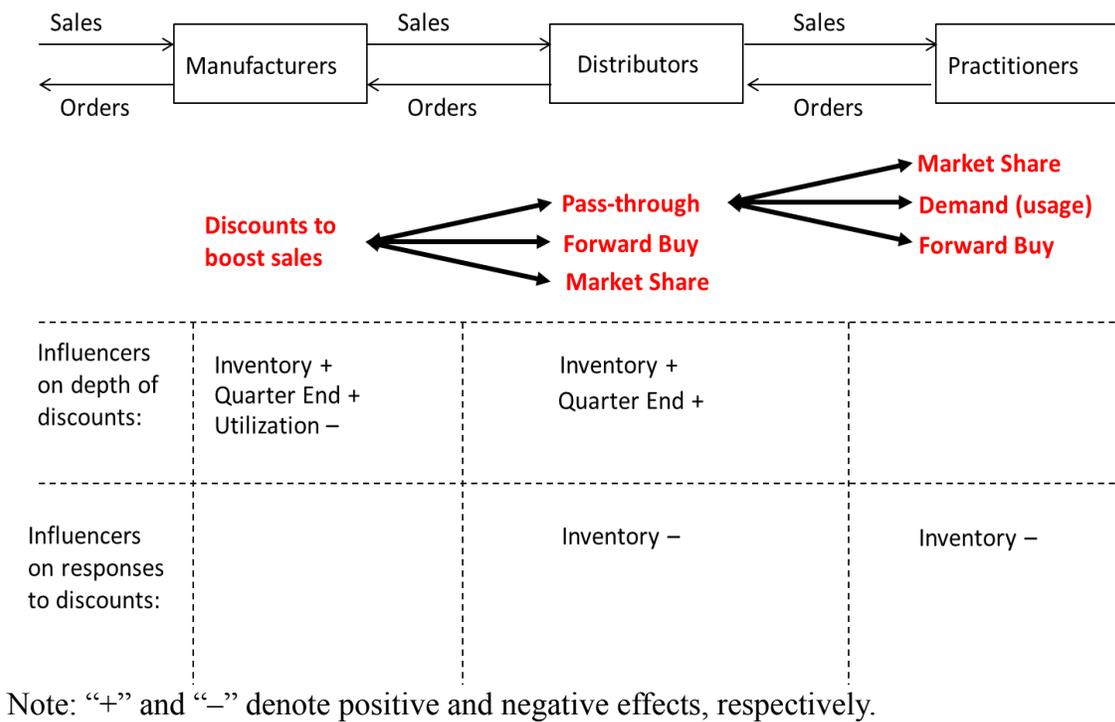 Sales
Sales
Sales
Manufacturers
Distributors
Practitioners
Orders
Orders
Orders
Discounts to
boost sales
Pass-through
Forward Buy
Market Share
Market Share
Demand (usage)
Forward Buy
Influencers
on depth of
discounts:
Inventory +
Quarter End +
Utilization –
Inventory +
Quarter End +
Influencers
on responses
to discounts:
Inventory –
Inventory –
Note: “+” and “–” denote positive and negative effects, respectively.